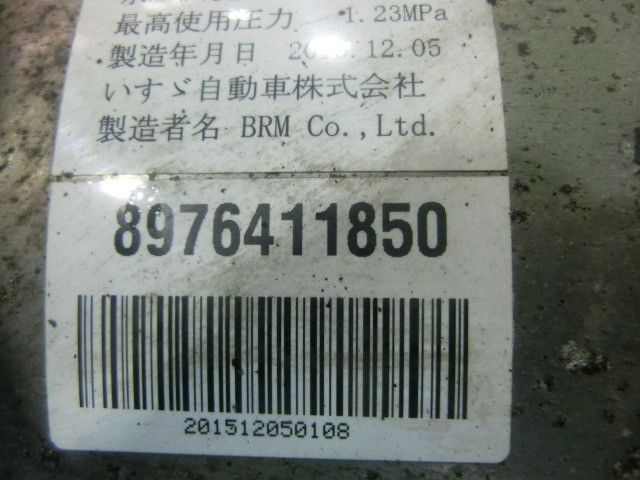 最高使用圧力 1.23MPa
製造年月日 12.05
いすゞ自動車株式会社
製造者名 BRM Co.,Ltd.
8976411850
201512050108